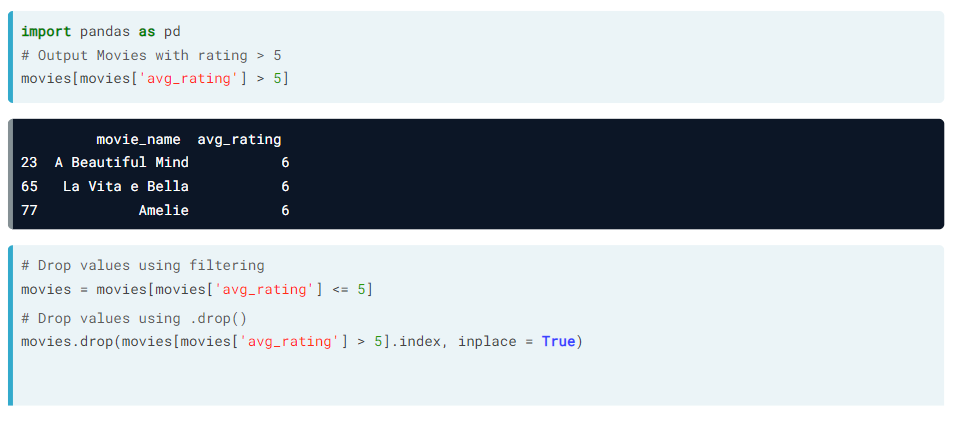 import pandas as pd
# Output Movies with rating > 5
movies[movies['avg_rating'] > 5]
movie_name  avg_rating
23  A Beautiful Mind           6
65   La Vita e Bella           6
77            Amelie           6
# Drop values using filtering
movies = movies[movies['avg_rating'] <= 5]
# Drop values using .drop()
movies.drop(movies[movies['avg_rating'] > 5].index, inplace = True)